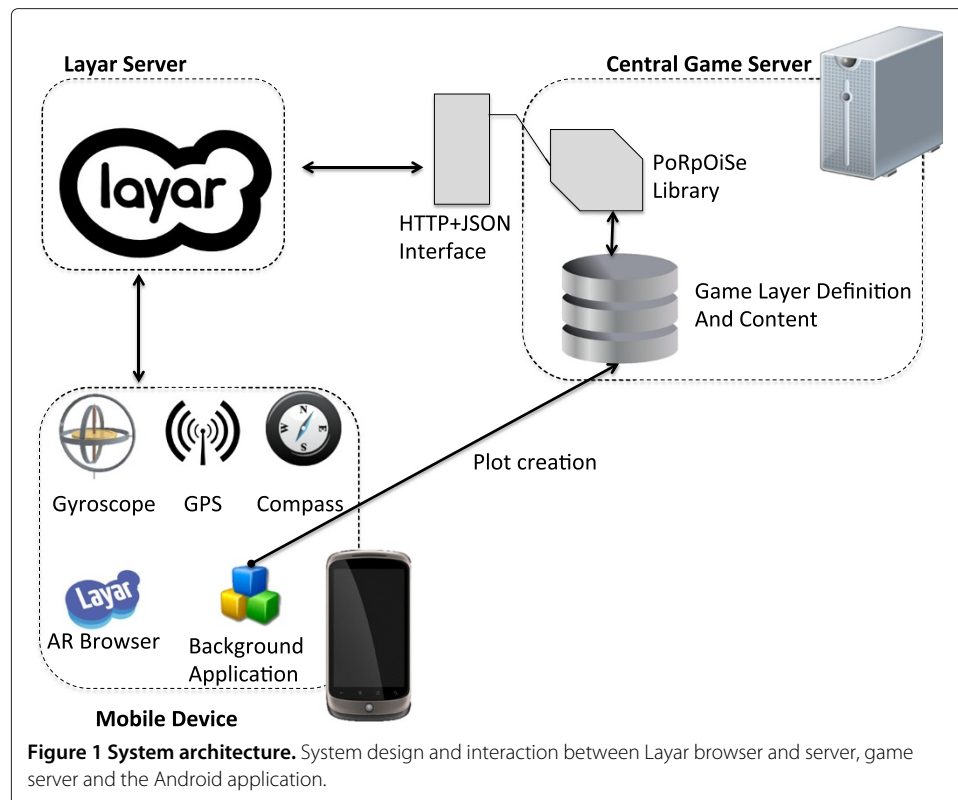 Layar Server
Central Game Server
layar
HTTP+JSON
Interface
PoRpOiSe
Library
Game Layer Definition
And Content
N
W
E
S
Gyroscope
GPS
Compass
Plot creation
Layar
AR Browser
Background
Application
Mobile Device
Figure 1 System architecture. System design and interaction between Layar browser and server, game
server and the Android application.